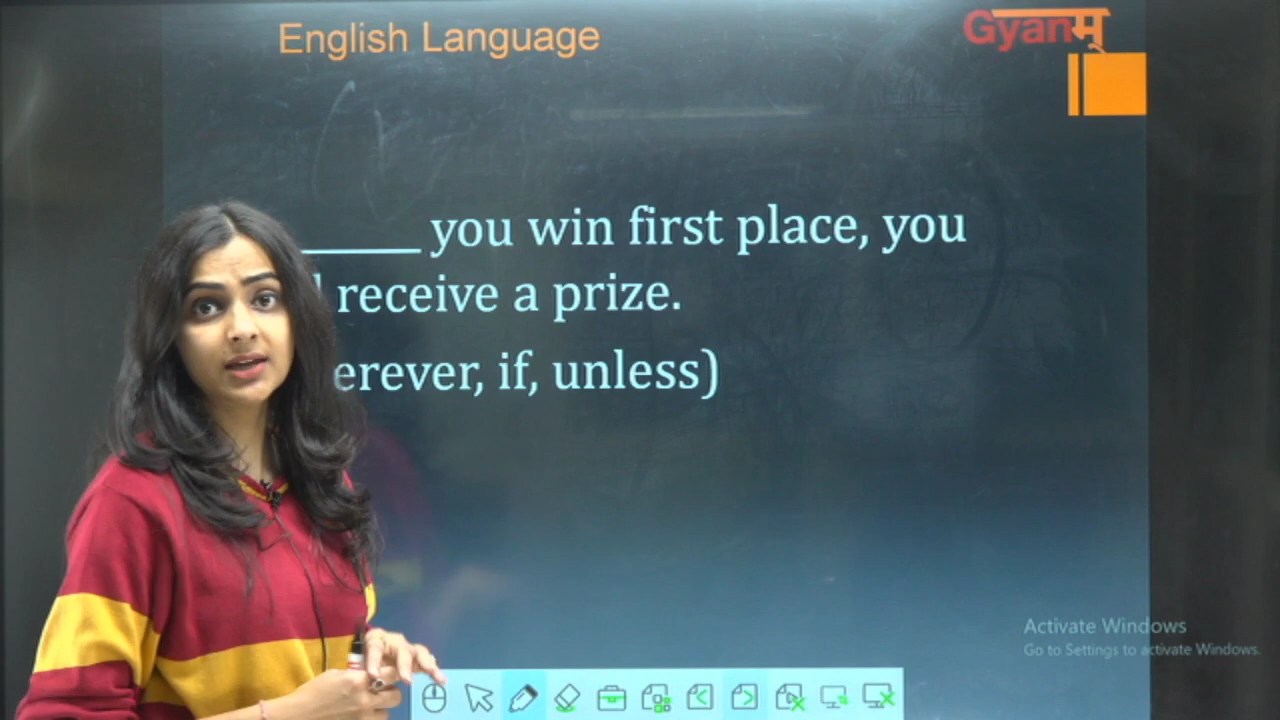 English Language
Gyanम्
_____ you win first place, you
receive a prize.
if, unless)
Activate Windows
Go to Settings to activate Windows.